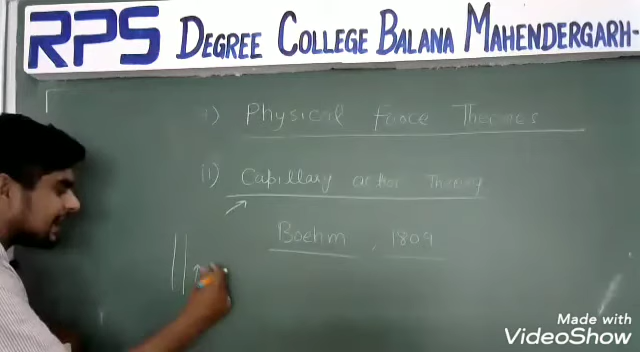 RPS DEGREE COLLEGE BALANA MAHENDERGARH-
i) Physical Force Theories
ii) Capillary action Theory
Boehm, 1809
Made with
VideoShow